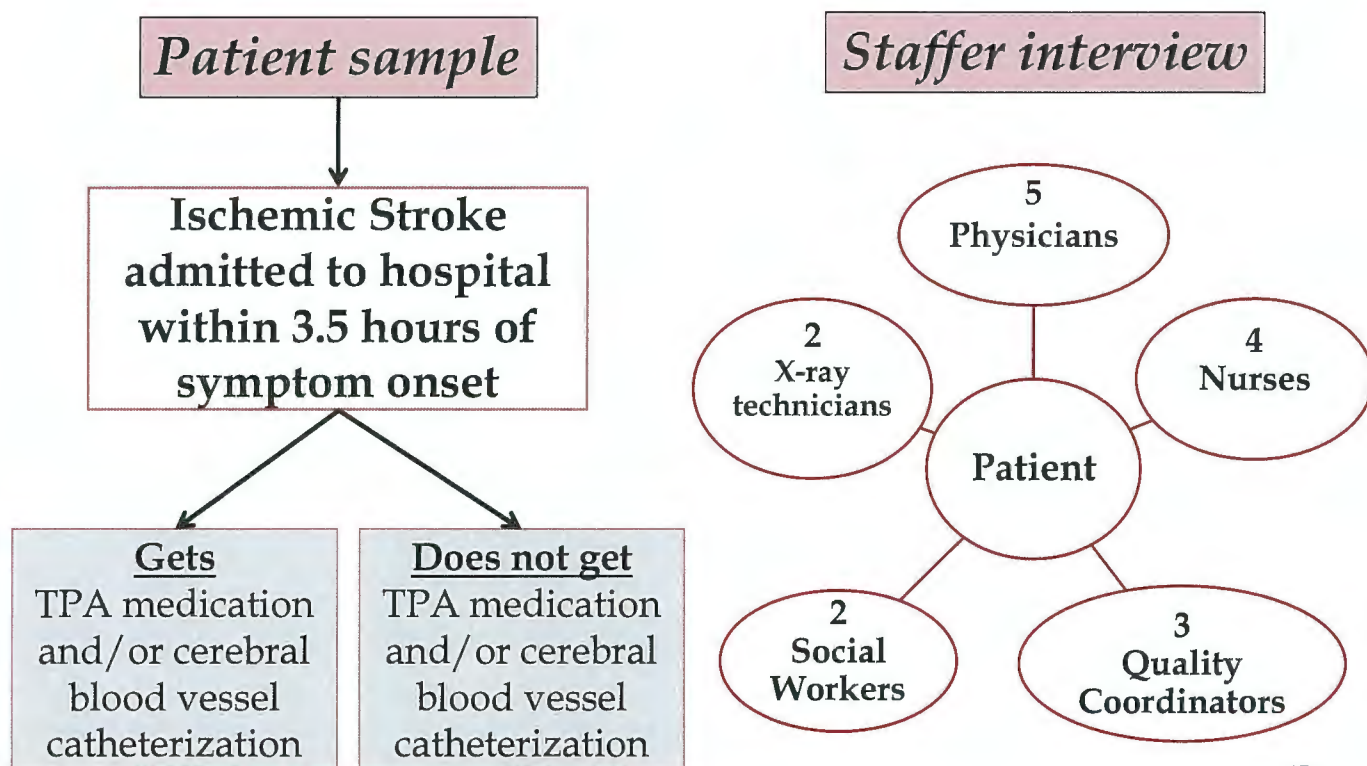 Patient sample
Ischemic Stroke
admitted to hospital
within 3.5 hours of
symptom onset
Gets
TPA medication
and/or cerebral
blood vessel
catheterization
Does not get
TPA medication
and/or cerebral
blood vessel
catheterization
Staffer interview
5
Physicians
2
X-ray
technicians
4
Nurses
Patient
2
Social
Workers
3
Quality
Coordinators